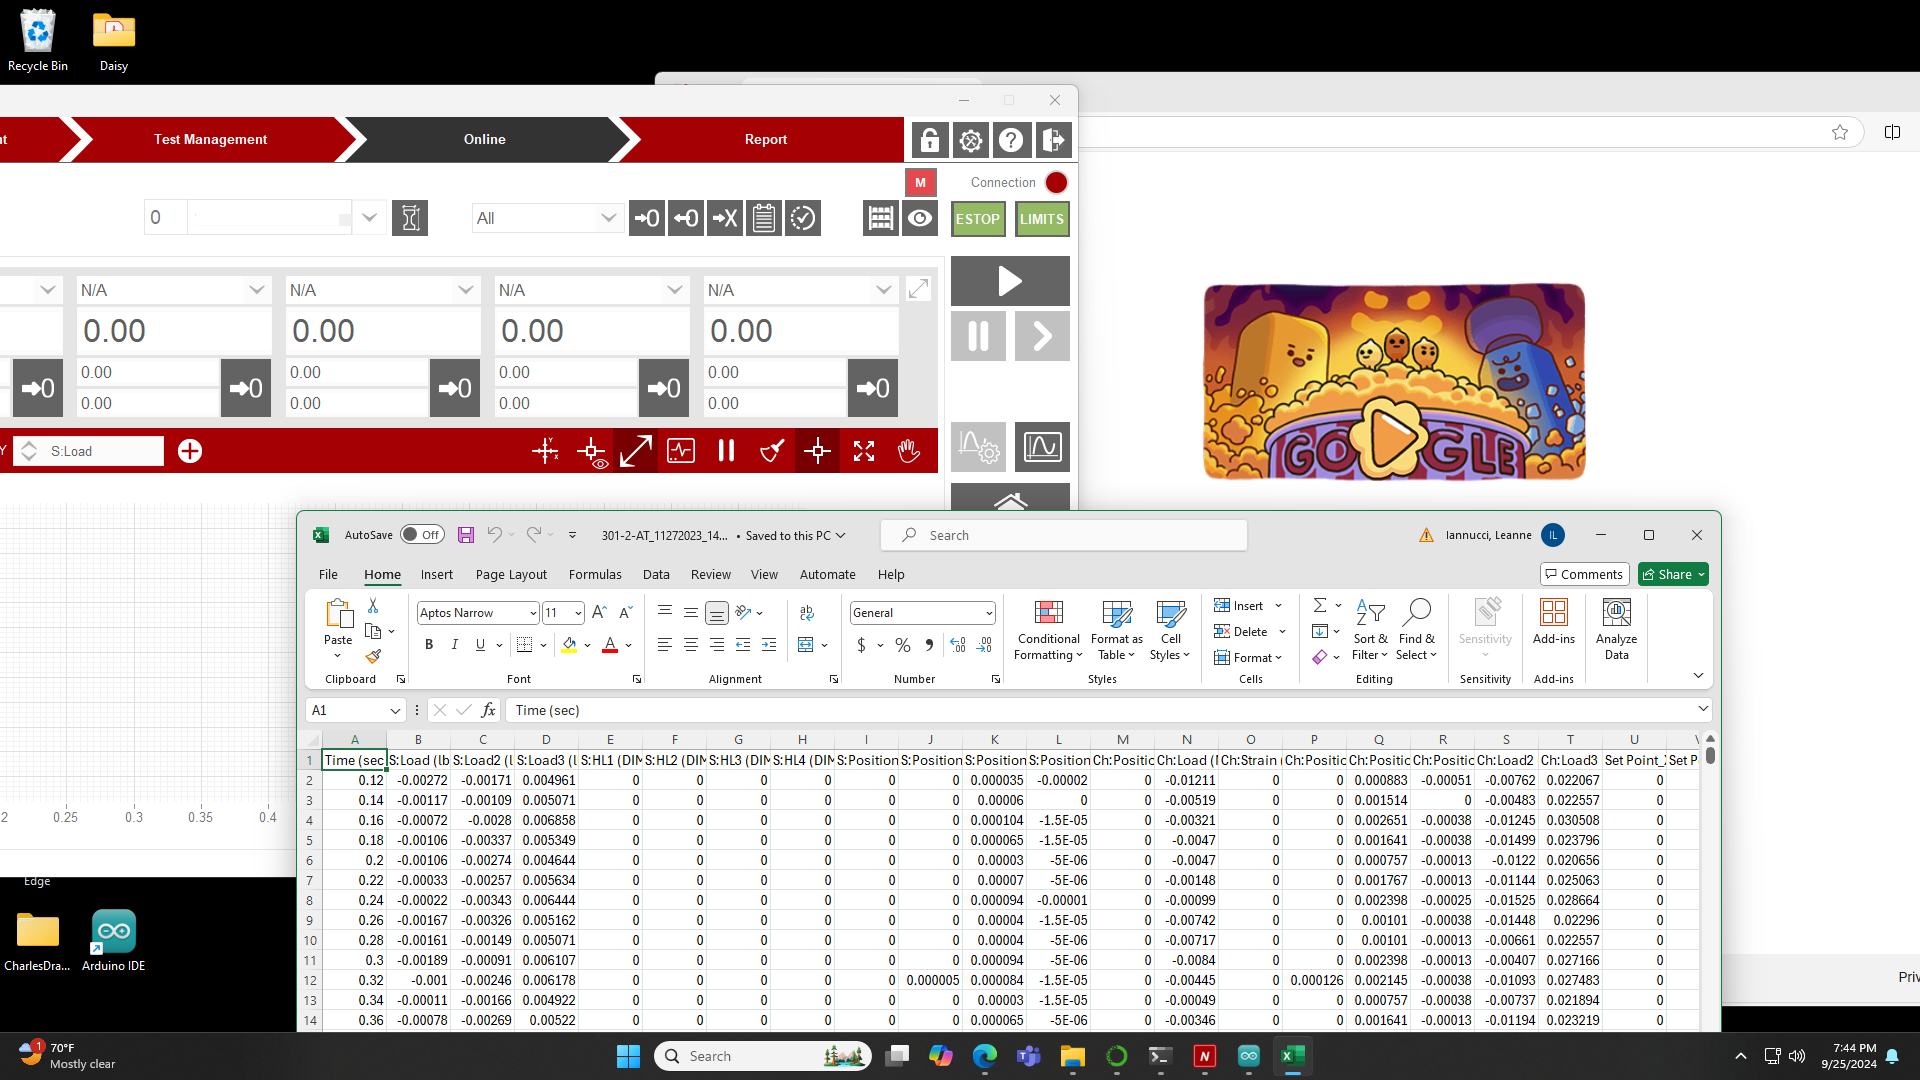 Recycle Bin
Daisy
nt
Test Management
Online
Report
M
Connection
0
All
→0
←0
→X
ESTOP
LIMITS
N/A
N/A
N/A
N/A
0.00
0.00
0.00
0.00
0.00
0.00
0.00
0.00
→0
→0
→0
→0
→0
0.00
0.00
0.00
0.00
Y
S:Load
GOOGLE
AutoSave Off
301-2-AT_11272023_14... • Saved to this PC
Search
Iannucci, Leanne
IL
File Home Insert Page Layout Formulas Data Review View Automate Help
Comments
Share
Paste
Clipboard
Aptos Narrow
11
B I U
Font
ab
Alignment
General
$ % 9
Number
Conditional Formatting
Format as Table
Cell Styles
Styles
Insert
Delete
Format
Cells
Sort & Filter
Find & Select
Editing
Sensitivity
Sensitivity
Add-ins
Add-ins
Analyze Data
A1
fx
Time (sec)
A B C D E F G H I J K L M N O P Q R S T U V
1 Time (sec S:Load (lb S:Load2 (l S:Load3 (l S:HL1 (DIM S:HL2 (DIM S:HL3 (DIM S:HL4 (DIM S:Position S:Position S:Position S:Position Ch:Positic Ch:Load (l Ch:Strain ( Ch:Positic Ch:Positic Ch:Positic Ch:Load2 Ch:Load3 Set Point_ Set P
2 0.12 -0.00272 -0.00171 0.004961 0 0 0 0 0 0 0.000035 -0.00002 0 -0.01211 0 0 0.000883 -0.00051 -0.00762 0.022067 0
3 0.14 -0.00117 -0.00109 0.005071 0 0 0 0 0 0 0.00006 0 0 -0.00519 0 0 0.001514 0 -0.00483 0.022557 0
4 0.16 -0.00072 -0.0028 0.006858 0 0 0 0 0 0 0.000104 -1.5E-05 0 -0.00321 0 0 0.002651 -0.00038 -0.01245 0.030508 0
5 0.18 -0.00106 -0.00337 0.005349 0 0 0 0 0 0 0.000065 -1.5E-05 0 -0.0047 0 0 0.001641 -0.00038 -0.01499 0.023796 0
6 0.2 -0.00106 -0.00274 0.004644 0 0 0 0 0 0 0.00003 -5E-06 0 -0.0047 0 0 0.000757 -0.00013 -0.0122 0.020656 0
7 0.22 -0.00033 -0.00257 0.005634 0 0 0 0 0 0 0.00007 -5E-06 0 -0.00148 0 0 0.001767 -0.00013 -0.01144 0.025063 0
8 0.24 -0.00022 -0.00343 0.006444 0 0 0 0 0 0 0.000094 -0.00001 0 -0.00099 0 0 0.002398 -0.00025 -0.01525 0.028664 0
9 0.26 -0.00167 -0.00326 0.005162 0 0 0 0 0 0 0.00004 -1.5E-05 0 -0.00742 0 0 0.00101 -0.00038 -0.01448 0.02296 0
10 0.28 -0.00161 -0.00149 0.005071 0 0 0 0 0 0 0.00004 -5E-06 0 -0.00717 0 0 0.00101 -0.00013 -0.00661 0.022557 0
11 0.3 -0.00189 -0.00091 0.006107 0 0 0 0 0 0 0.000094 -5E-06 0 -0.0084 0 0 0.002398 -0.00013 -0.00407 0.027166 0
12 0.32 -0.001 -0.00246 0.006178 0 0 0 0 0 0.000005 0.000084 -1.5E-05 0 -0.00445 0 0.000126 0.002145 -0.00038 -0.01093 0.027483 0
13 0.34 -0.00011 -0.00166 0.004922 0 0 0 0 0 0 0.00003 -1.5E-05 0 -0.00049 0 0 0.000757 -0.00038 -0.00737 0.021894 0
14 0.36 -0.00078 -0.00269 0.00522 0 0 0 0 0 0 0.000065 -5E-06 0 -0.00346 0 0 0.001641 -0.00013 -0.01194 0.023219 0
2 0.25 0.3 0.35 0.4
Edge
CharlesDra...
Arduino IDE
Priv
1
70°F
Mostly clear
Search
N
7:44 PM
9/25/2024